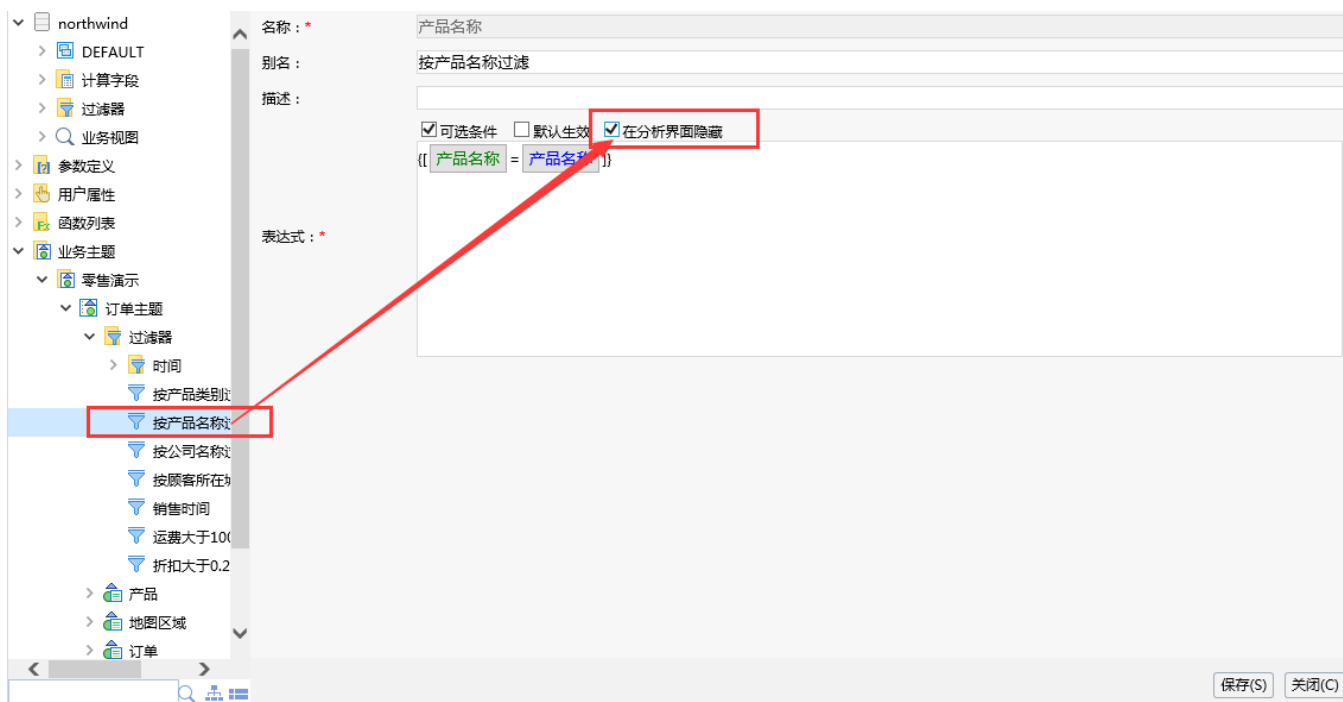 northwind
DEFAULT
计算字段
过滤器
业务视图
参数定义
用户属性
Fx 函数列表
业务主题
零售演示
订单主题
过滤器
时间
按产品类别
按产品名称
按公司名称
按顾客所在
销售时间
运费大于100
折扣大于0.2
产品
地图区域
订单
名称：* 产品名称
别名： 按产品名称过滤
描述：
可选条件 默认生效 在分析界面隐藏
{[ 产品名称 = 产品名称 ]}
表达式：*
保存(S) 关闭(C)